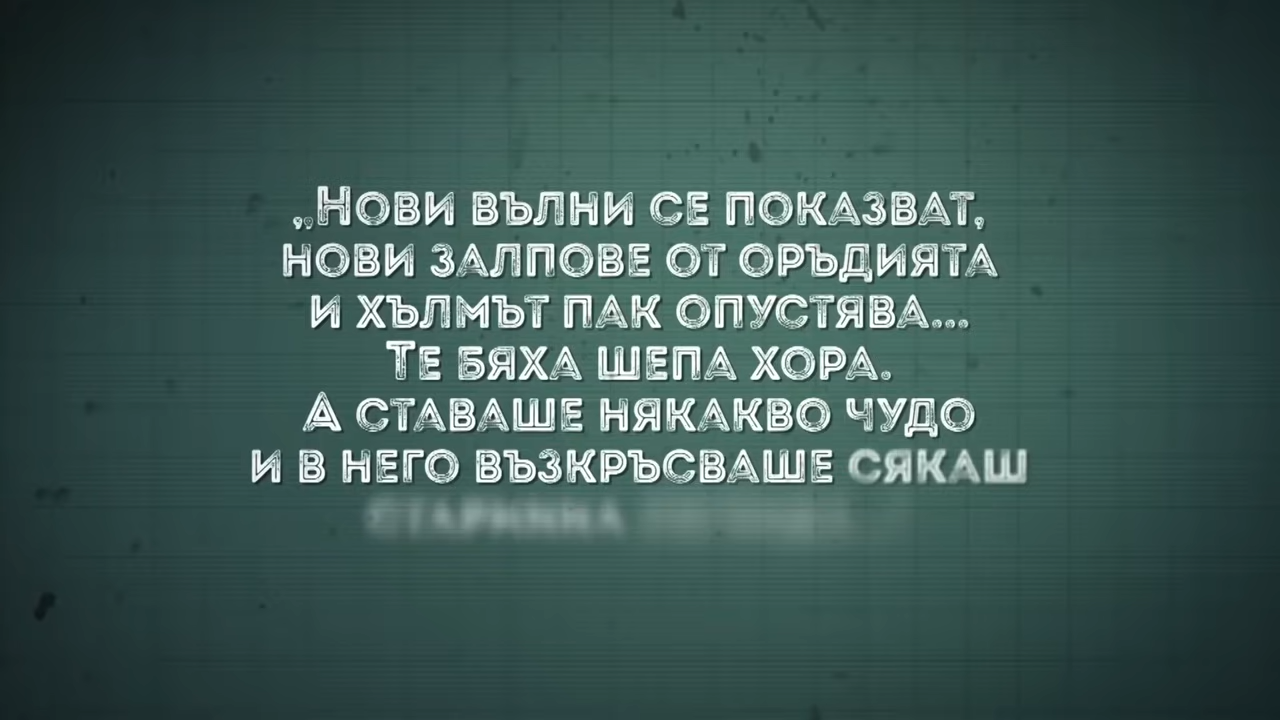 „Нови вълни се показват,
нови залпове от оръдията
и хълмът пак опустява...
Те бяха шепа хора.
А ставаше някакво чудо
и в него възкръсваше сякаш
старинна